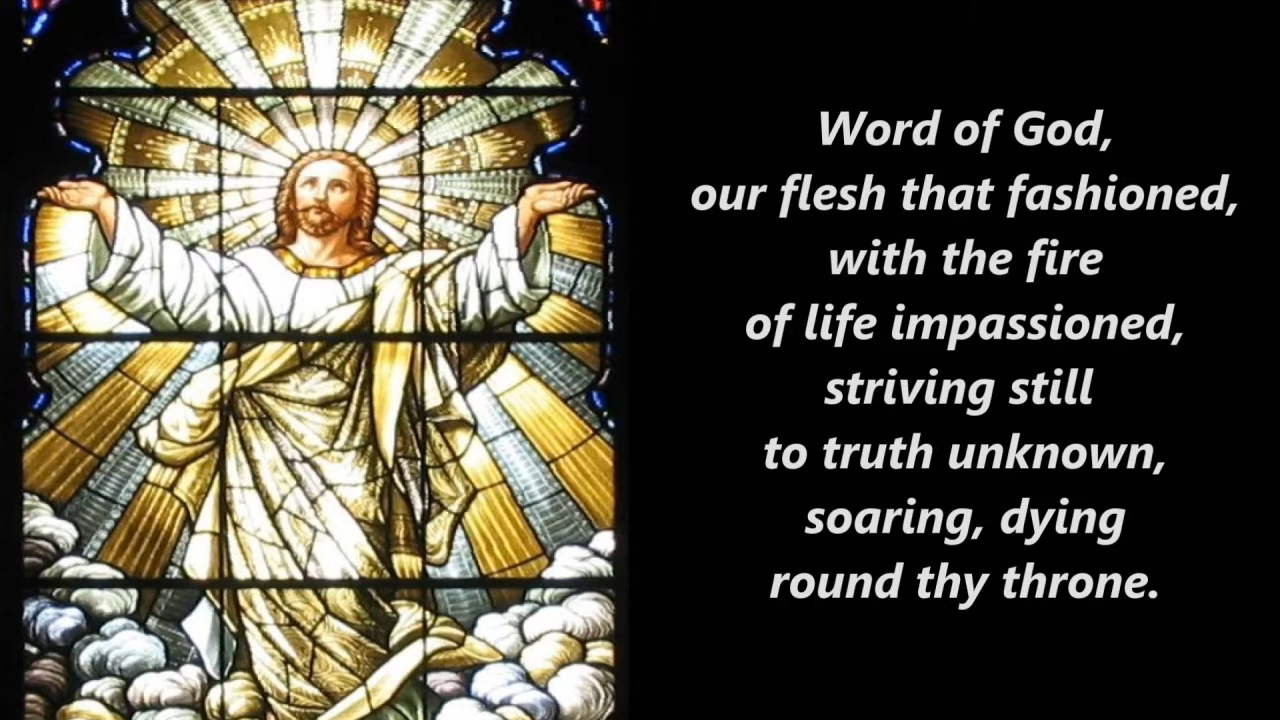 Word of God,
our flesh that fashioned,
with the fire
of life impassioned,
striving still
to truth unknown,
soaring, dying
round thy throne.